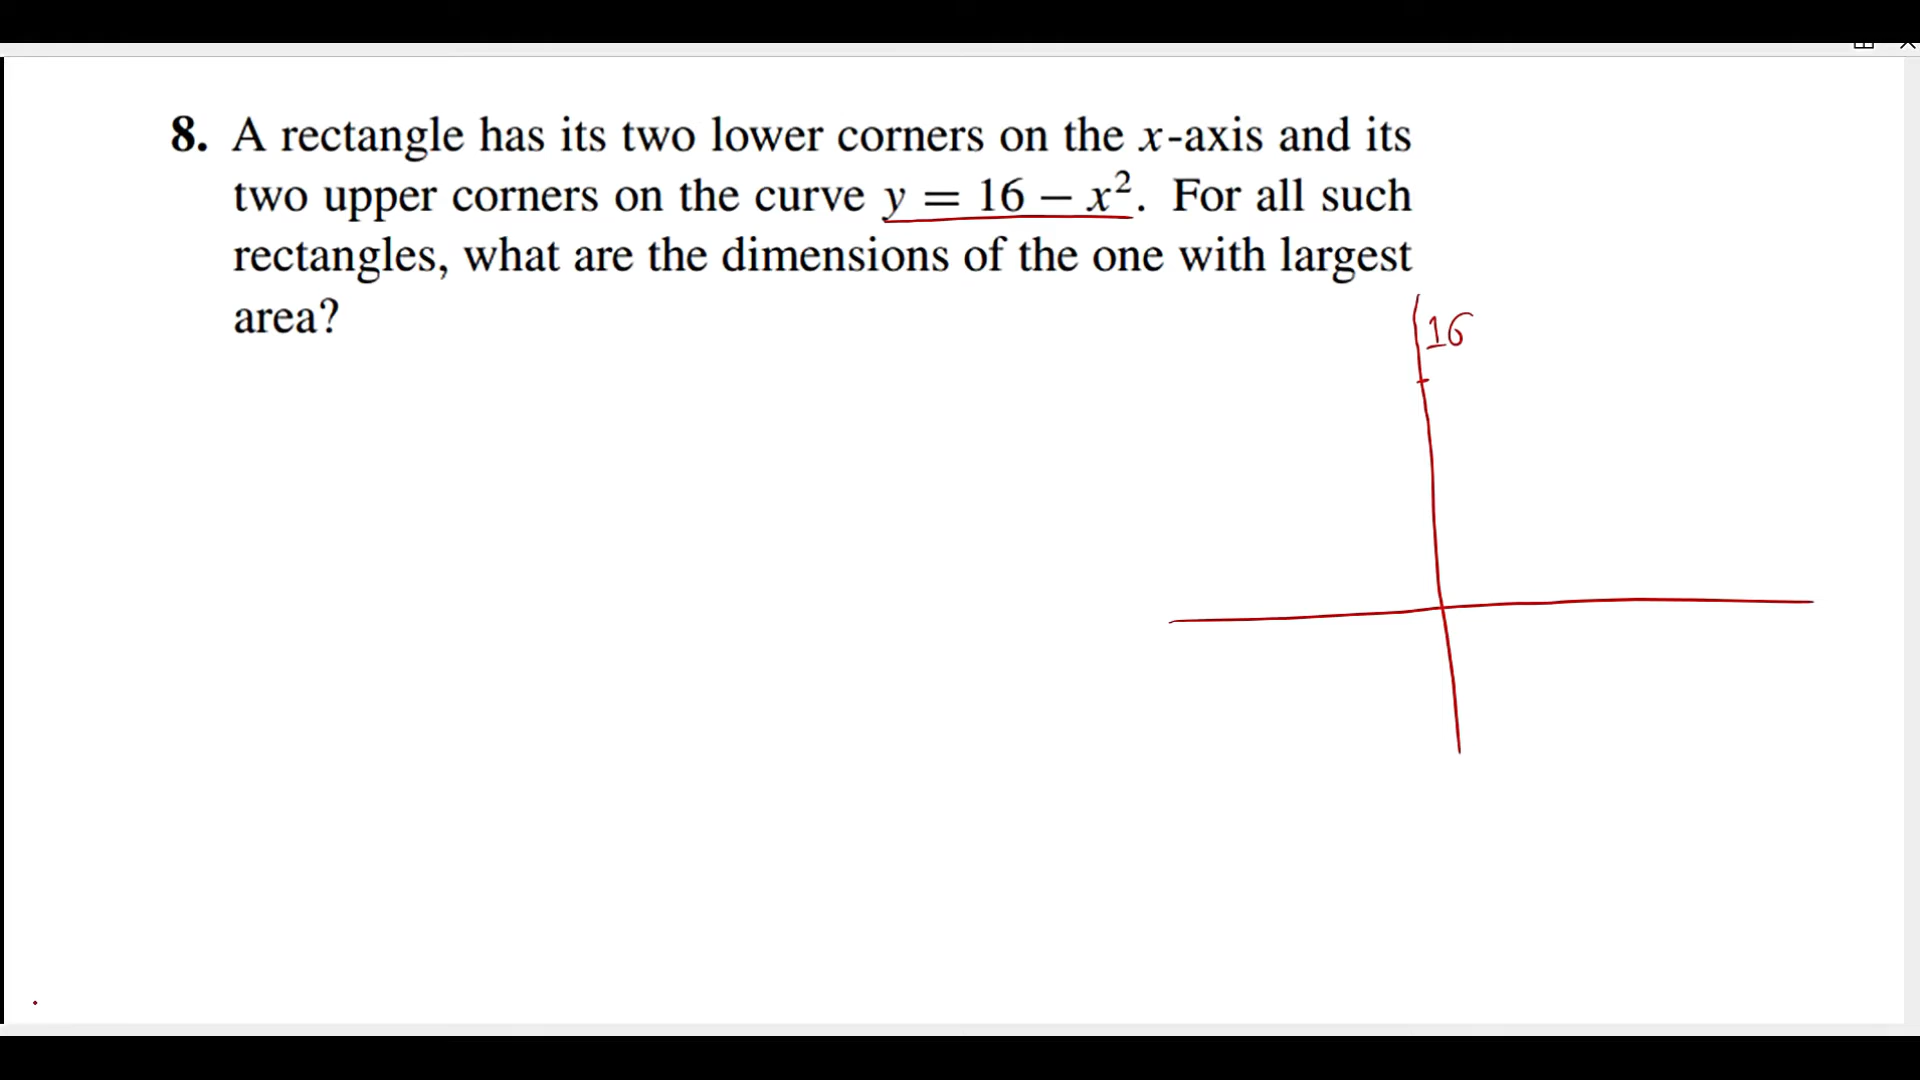 8. A rectangle has its two lower corners on the x-axis and its
two upper corners on the curve y = 16 − x². For all such
rectangles, what are the dimensions of the one with largest
area?
16